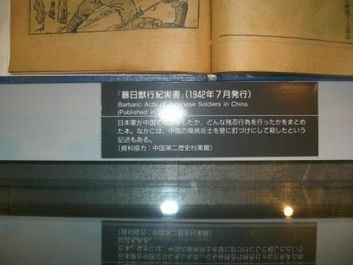 『暴日獣行紀実書』(1942年7月発行)
Barbaric Acts of Japanese Soldiers in China
(Published in
日本軍が中国で したか、どんな残忍行為を行ったかをまとめ
た本。なかには、中国の傷病兵士を壁に釘づけにして殺したという
記述もある。
(資料協力：中国第二歴史档案館)